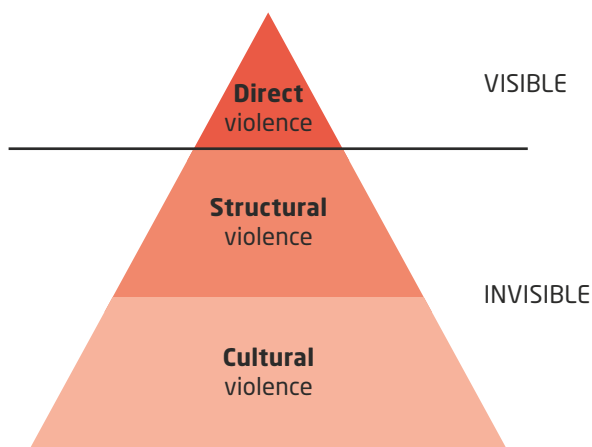 Direct
violence
VISIBLE
Structural
violence
INVISIBLE
Cultural
violence